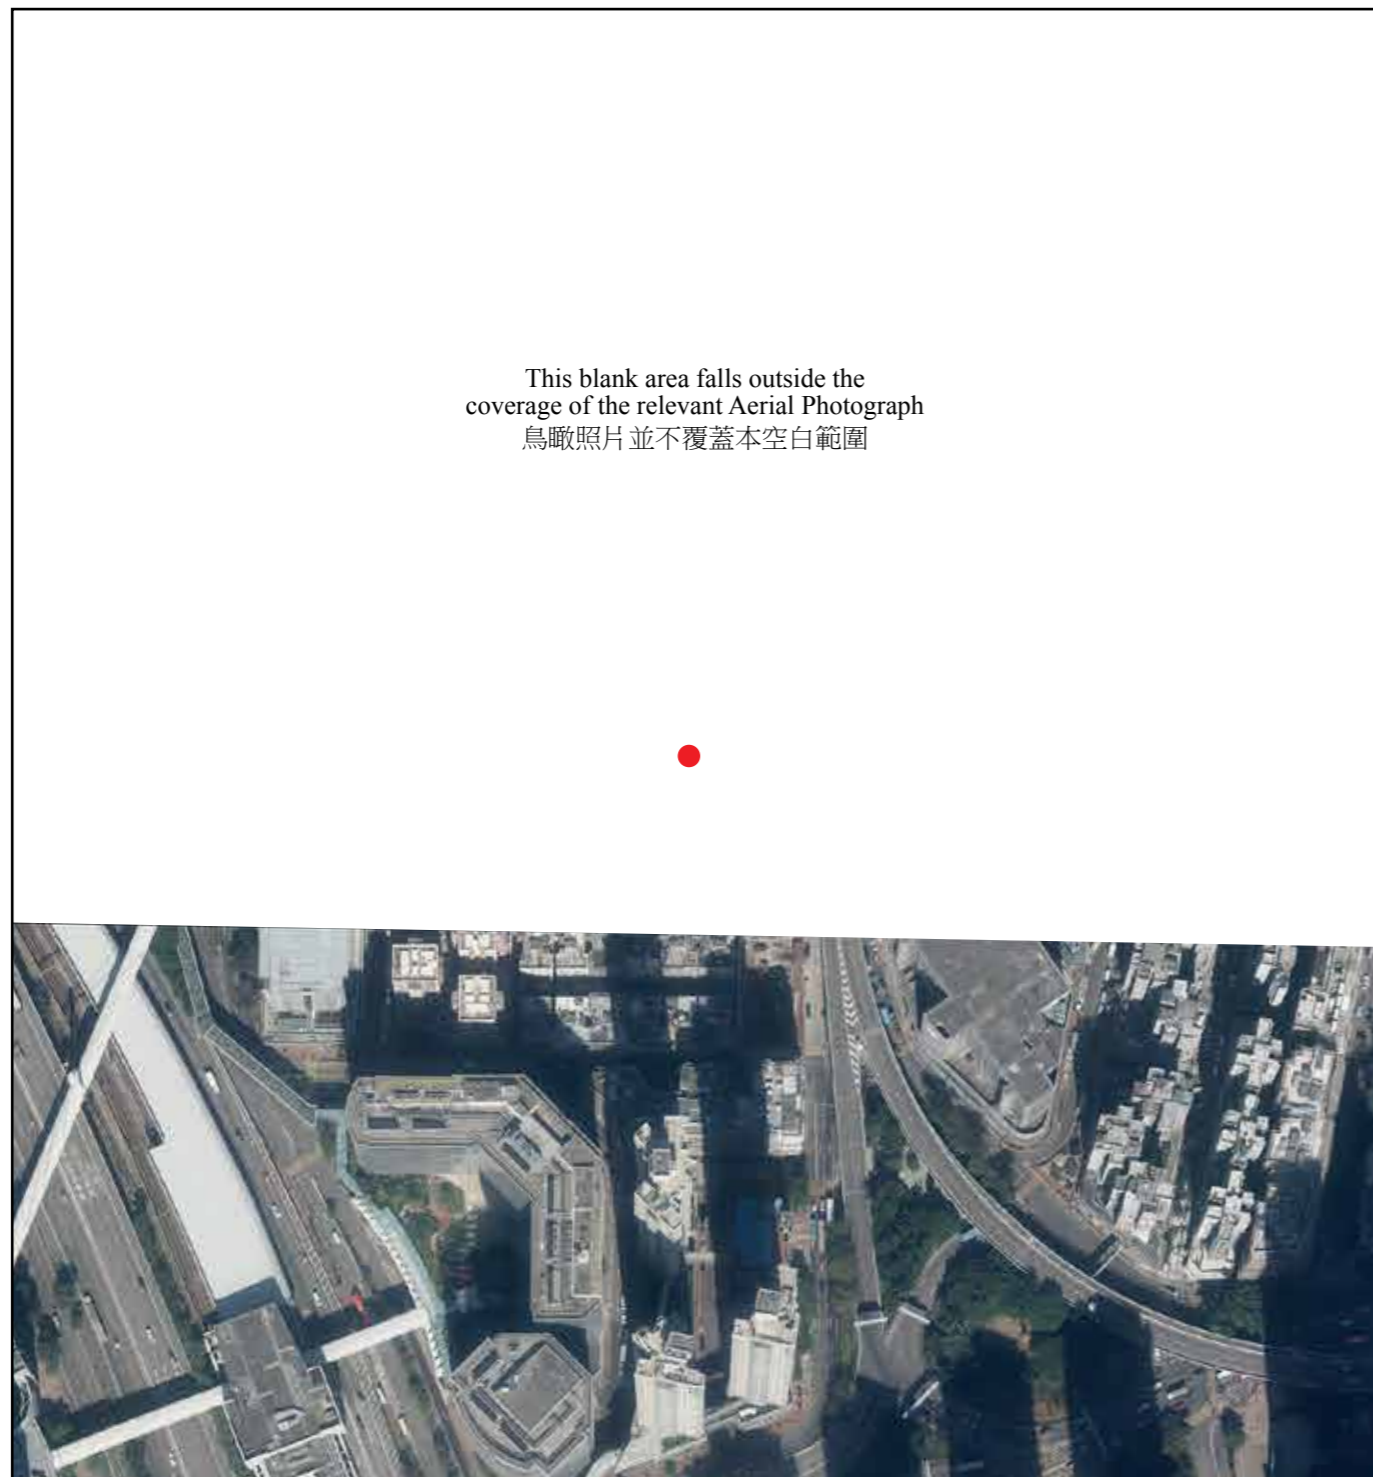 This blank area falls outside the
coverage of the relevant Aerial Photograph
鳥瞰照片並不覆蓋本空白範圍